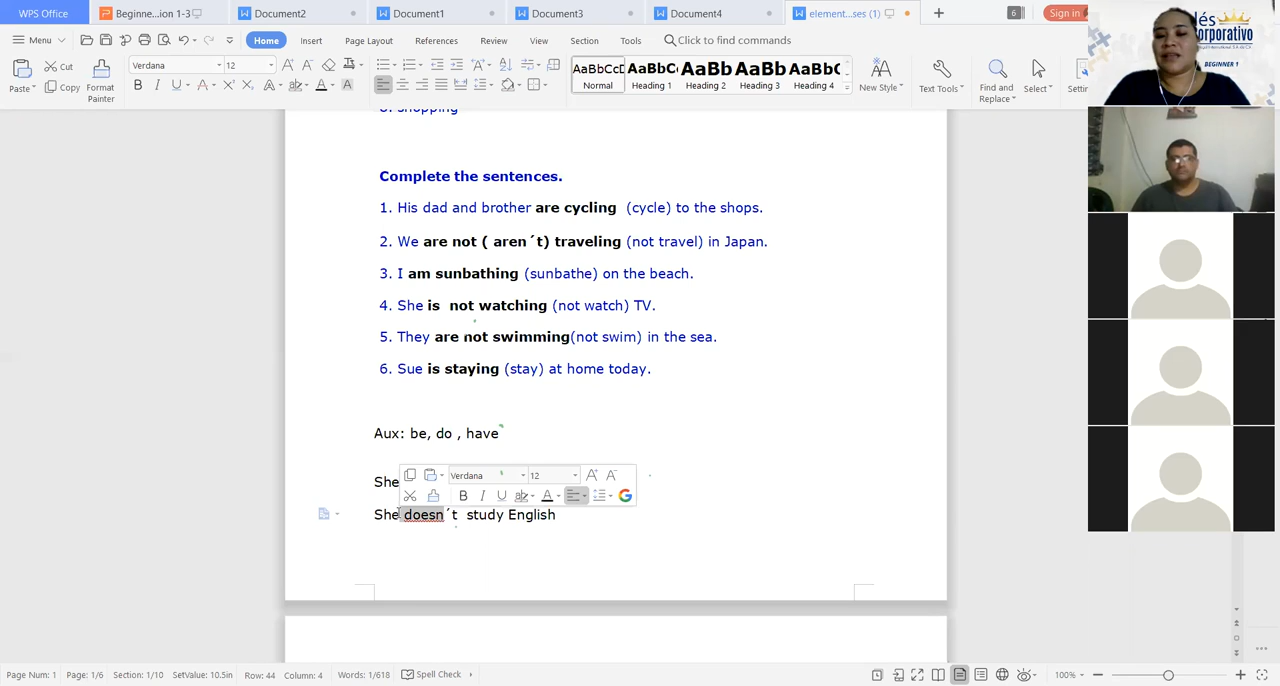 WPS Office
Beginne...ion 1-3
Document2
Document1
Document3
Document4
element...ses (1)
6
Sign in
Menu
Home
Insert
Page Layout
References
Review
View
Section
Tools
Click to find commands
Paste
Cut
Copy
Format Painter
Verdana
12
AaBbCcD Normal
AaBbC Heading 1
AaBb Heading 2
AaBb Heading 3
AaBbC Heading 4
New Style
Text Tools
Find and Replace
Select
corporativo
BEGINNER 1
shopping
Complete the sentences.
1. His dad and brother are cycling (cycle) to the shops.
2. We are not ( aren´t) traveling (not travel) in Japan.
3. I am sunbathing (sunbathe) on the beach.
4. She is not watching (not watch) TV.
5. They are not swimming(not swim) in the sea.
6. Sue is staying (stay) at home today.
Aux: be, do , have
Verdana
12
She
She doesn´t study English
Page Num: 1
Page: 1/6
Section: 1/10
SetValue: 10.5in
Row: 44
Column: 4
Words: 1/618
Spell Check
100%